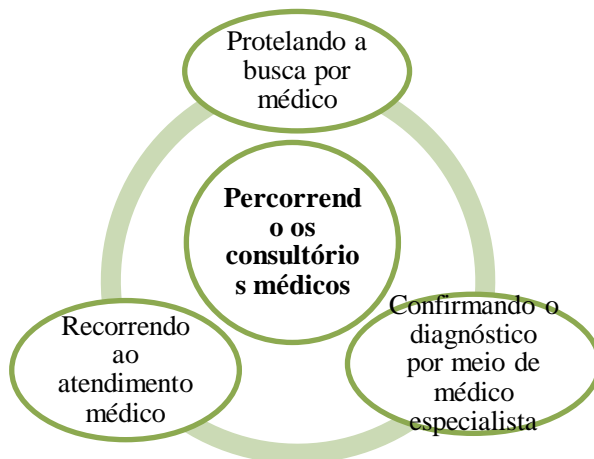 Protelando a
busca por
médico
Percorrend
o os
consultório
s médicos
Recorrendo
ao
atendimento
médico
Confirmando o
diagnóstico
por meio de
médico
especialista